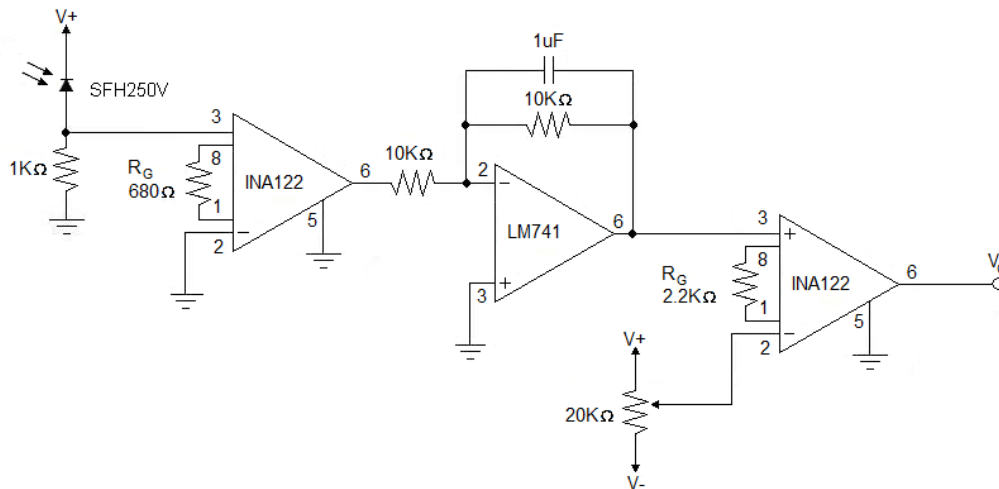 V+
SFH250V
1KΩ
3
8
RG
680Ω
1
2
INA122
6
5
10KΩ
1uF
10KΩ
2
−
LM741
+
3
6
3
+
8
RG
2.2KΩ
1
−
2
INA122
6
5
V+
20KΩ
V-